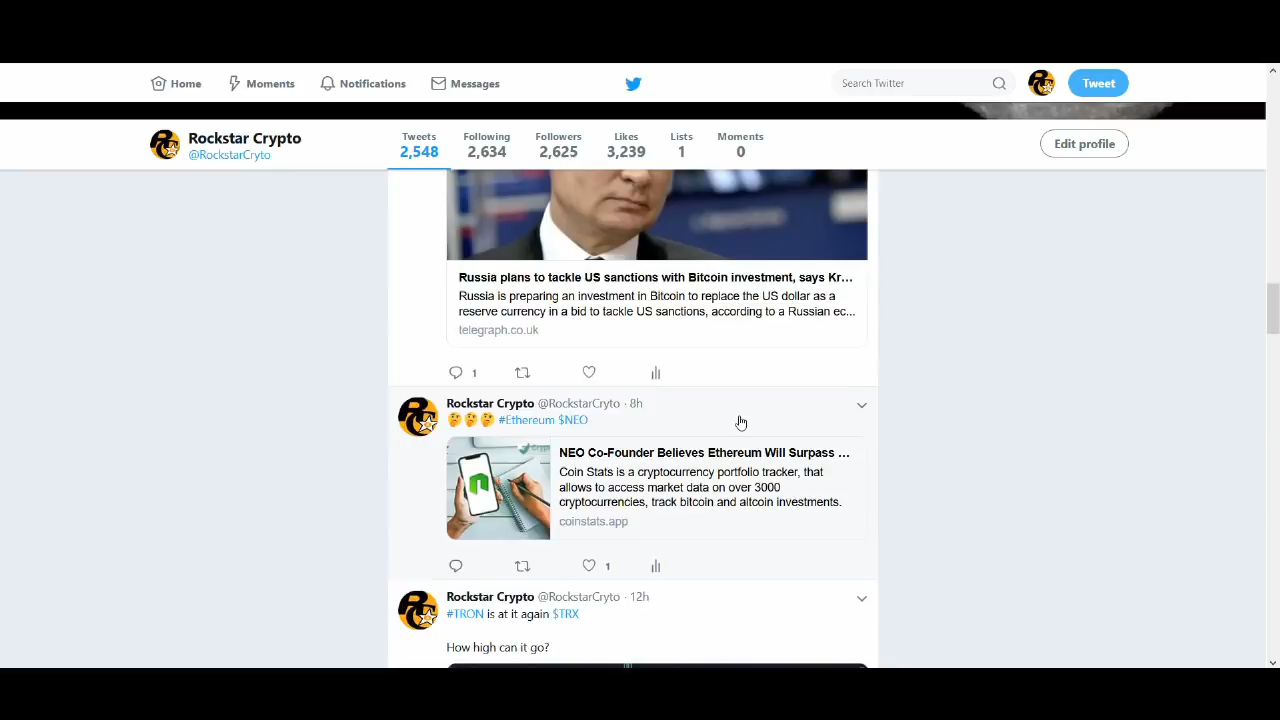 Home Moments Notifications Messages Search Twitter Tweet
Rockstar Crypto
@RockstarCryto
Tweets Following Followers Likes Lists Moments
2,548 2,634 2,625 3,239 1 0
Edit profile
Russia plans to tackle US sanctions with Bitcoin investment, says Kr...
Russia is preparing an investment in Bitcoin to replace the US dollar as a
reserve currency in a bid to tackle US sanctions, according to a Russian ec...
telegraph.co.uk
1
Rockstar Crypto @RockstarCryto · 8h
🤔🤔🤔 #Ethereum $NEO
NEO Co-Founder Believes Ethereum Will Surpass ...
Coin Stats is a cryptocurrency portfolio tracker, that
allows to access market data on over 3000
cryptocurrencies, track bitcoin and altcoin investments.
coinstats.app
1
Rockstar Crypto @RockstarCryto · 12h
#TRON is at it again $TRX
How high can it go?